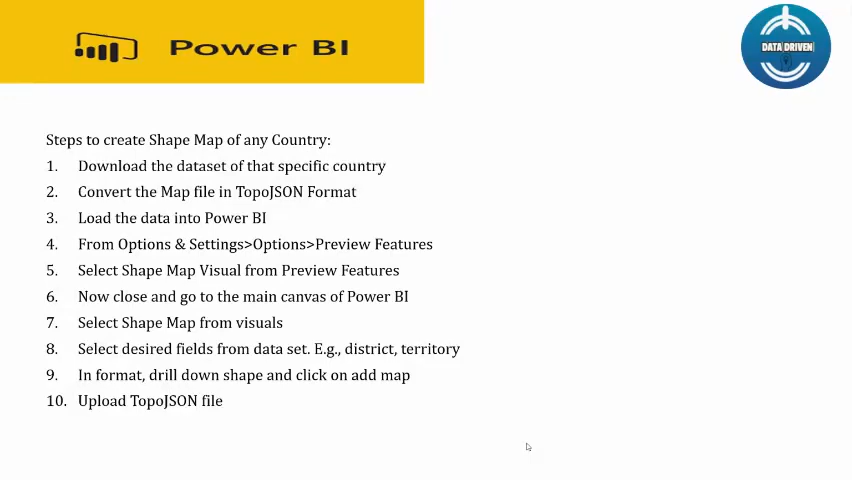 Power BI
DATA DRIVEN
Steps to create Shape Map of any Country:
1. Download the dataset of that specific country
2. Convert the Map file in TopoJSON Format
3. Load the data into Power BI
4. From Options & Settings>Options>Preview Features
5. Select Shape Map Visual from Preview Features
6. Now close and go to the main canvas of Power BI
7. Select Shape Map from visuals
8. Select desired fields from data set. E.g., district, territory
9. In format, drill down shape and click on add map
10. Upload TopoJSON file